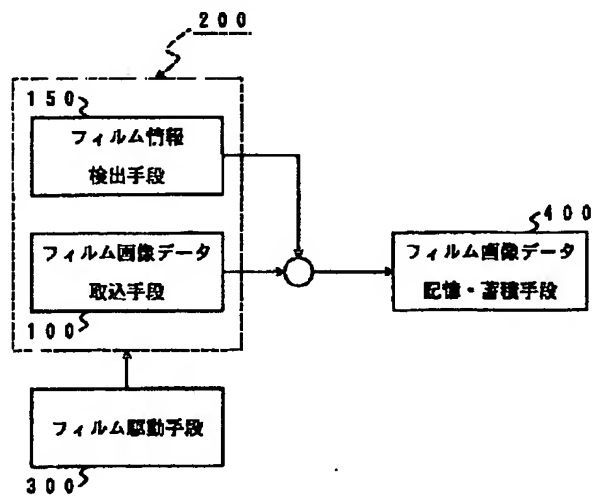 200
150
フィルム情報
検出手段
400
フィルム画像データ
取込手段
フィルム画像データ
記憶・蓄積手段
100
フィルム駆動手段
300